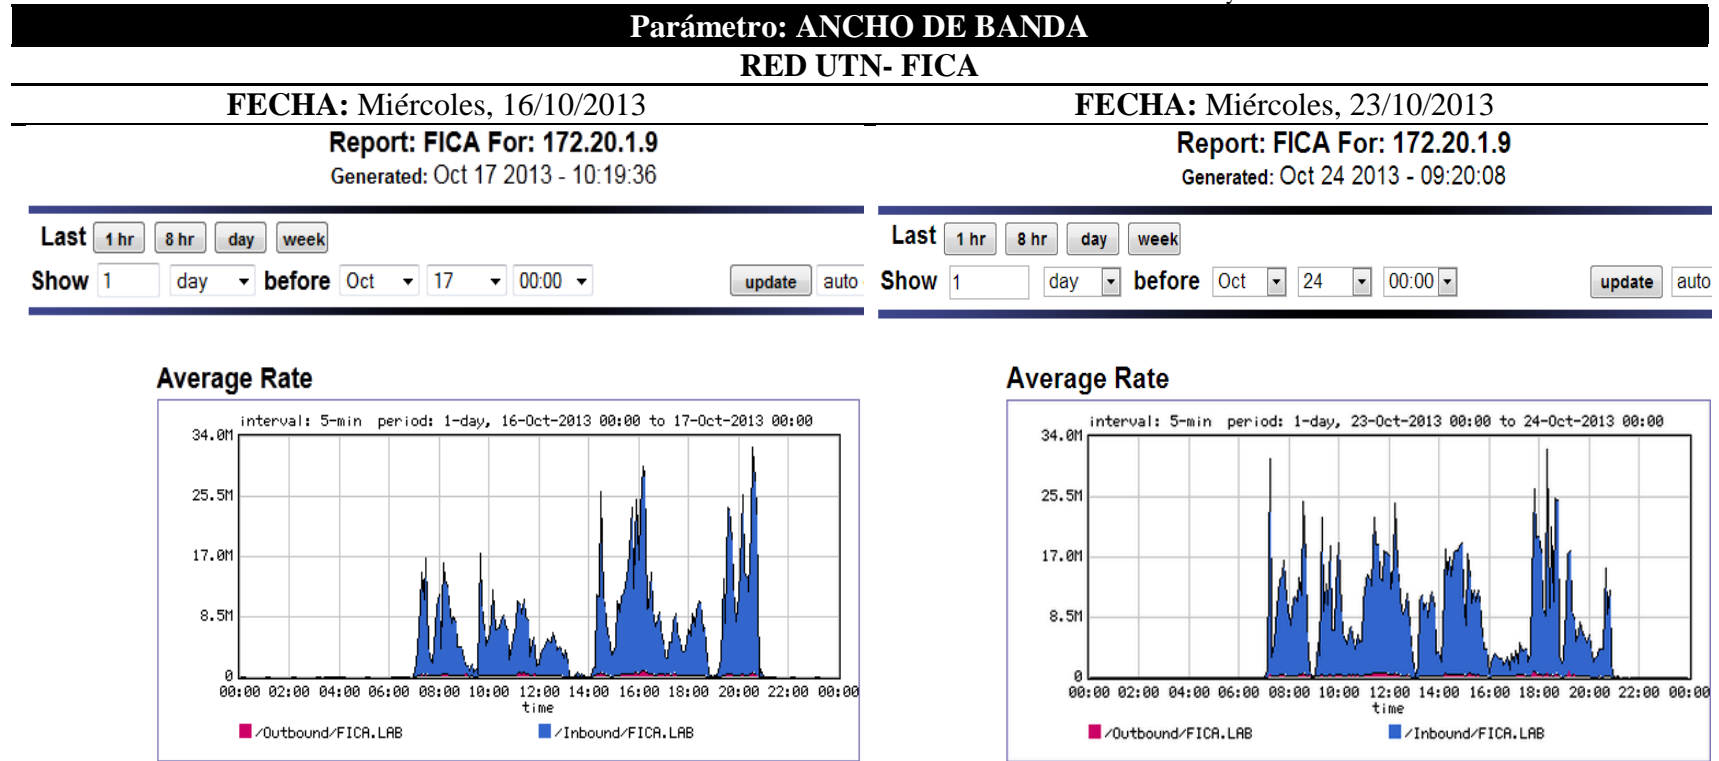 Parámetro: ANCHO DE BANDA
RED UTN- FICA
FECHA: Miércoles, 16/10/2013
Report: FICA For: 172.20.1.9
Generated: Oct 17 2013 - 10:19:36
Last 1 hr 8 hr day week
Show 1 day before Oct 17 00:00 update auto
Average Rate
interval: 5-min period: 1-day, 16-Oct-2013 00:00 to 17-Oct-2013 00:00
34.0M
25.5M
17.0M
8.5M
0
00:00 02:00 04:00 06:00 08:00 10:00 12:00 14:00 16:00 18:00 20:00 22:00 00:00
time
/Outbound/FICA.LAB /Inbound/FICA.LAB
FECHA: Miércoles, 23/10/2013
Report: FICA For: 172.20.1.9
Generated: Oct 24 2013 - 09:20:08
Last 1 hr 8 hr day week
Show 1 day before Oct 24 00:00 update auto
Average Rate
interval: 5-min period: 1-day, 23-Oct-2013 00:00 to 24-Oct-2013 00:00
34.0M
25.5M
17.0M
8.5M
0
00:00 02:00 04:00 06:00 08:00 10:00 12:00 14:00 16:00 18:00 20:00 22:00 00:00
time
/Outbound/FICA.LAB /Inbound/FICA.LAB